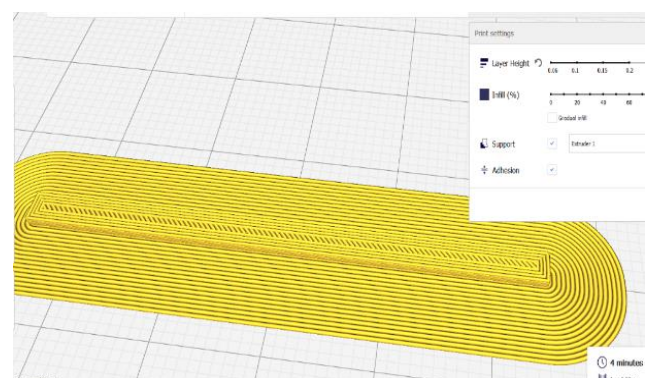 Print settings
Layer Height
0.06 0.1 0.15 0.2
Infill (%)
0 20 40 60
Gradual infill
Support
Extruder 1
Adhesion
4 minutes